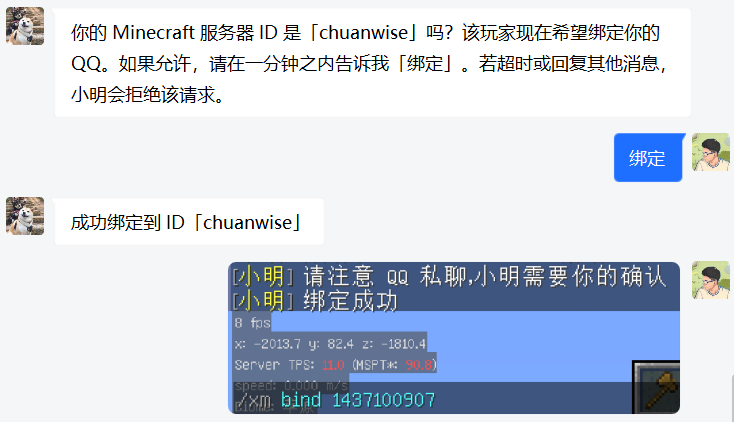 你的 Minecraft 服务器 ID 是「chuanwise」吗？该玩家现在希望绑定你的
QQ。如果允许，请在一分钟之内告诉我「绑定」。若超时或回复其他消息，
小明会拒绝该请求。
绑定
成功绑定到 ID「chuanwise」
[小明] 请注意 QQ 私聊,小明需要你的确认
[小明] 绑定成功
8 fps
x: -2013.7 y: 82.4 z: -1810.4
Server TPS: 11.0 (MSPT*: 90.8)
speed: 0.000 m/s
/xm bind 1437100907